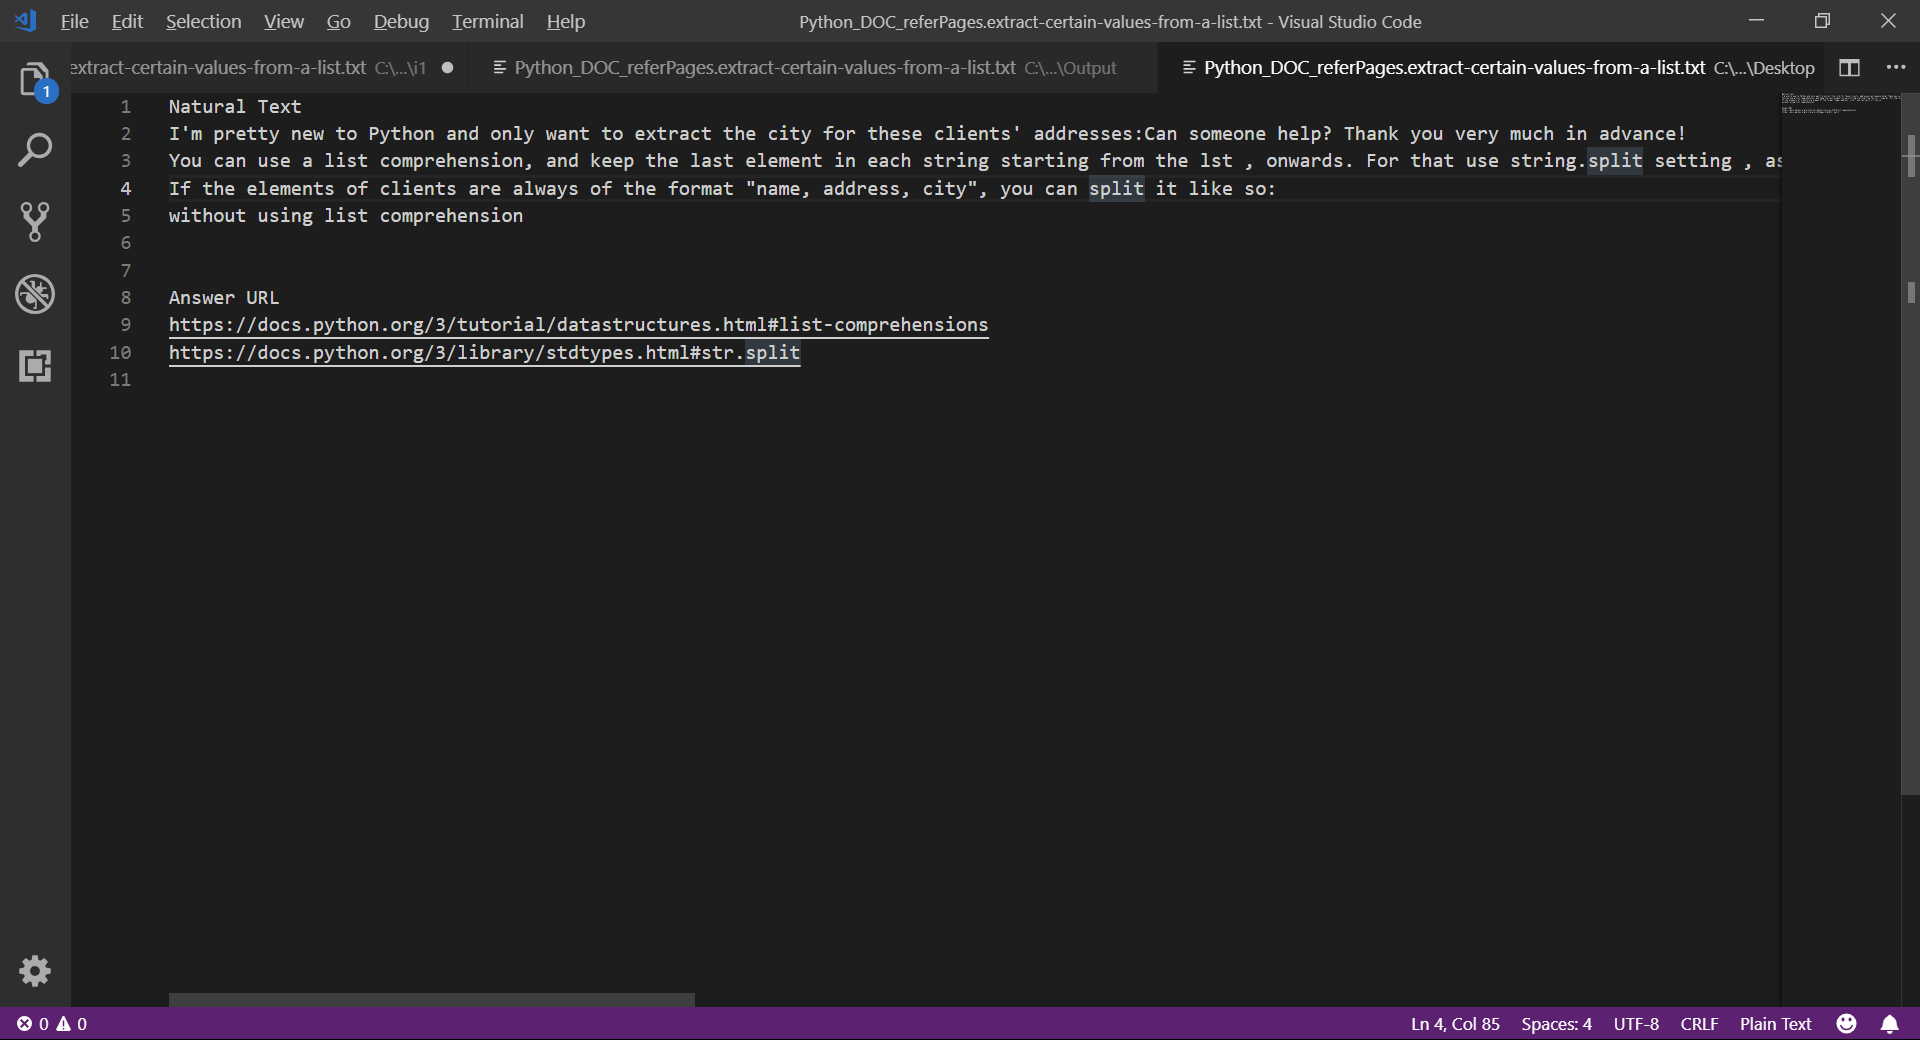 File Edit Selection View Go Debug Terminal Help Python_DOC_referPages.extract-certain-values-from-a-list.txt - Visual Studio Code
extract-certain-values-from-a-list.txt C:\...\i1 Python_DOC_referPages.extract-certain-values-from-a-list.txt C:\...\Output Python_DOC_referPages.extract-certain-values-from-a-list.txt C:\...\Desktop
1
1 Natural Text
2 I'm pretty new to Python and only want to extract the city for these clients' addresses:Can someone help? Thank you very much in advance!
3 You can use a list comprehension, and keep the last element in each string starting from the lst , onwards. For that use string.split setting , as
4 If the elements of clients are always of the format "name, address, city", you can split it like so:
5 without using list comprehension
6
7
8 Answer URL
9 https://docs.python.org/3/tutorial/datastructures.html#list-comprehensions
10 https://docs.python.org/3/library/stdtypes.html#str.split
11
0 0 Ln 4, Col 85 Spaces: 4 UTF-8 CRLF Plain Text